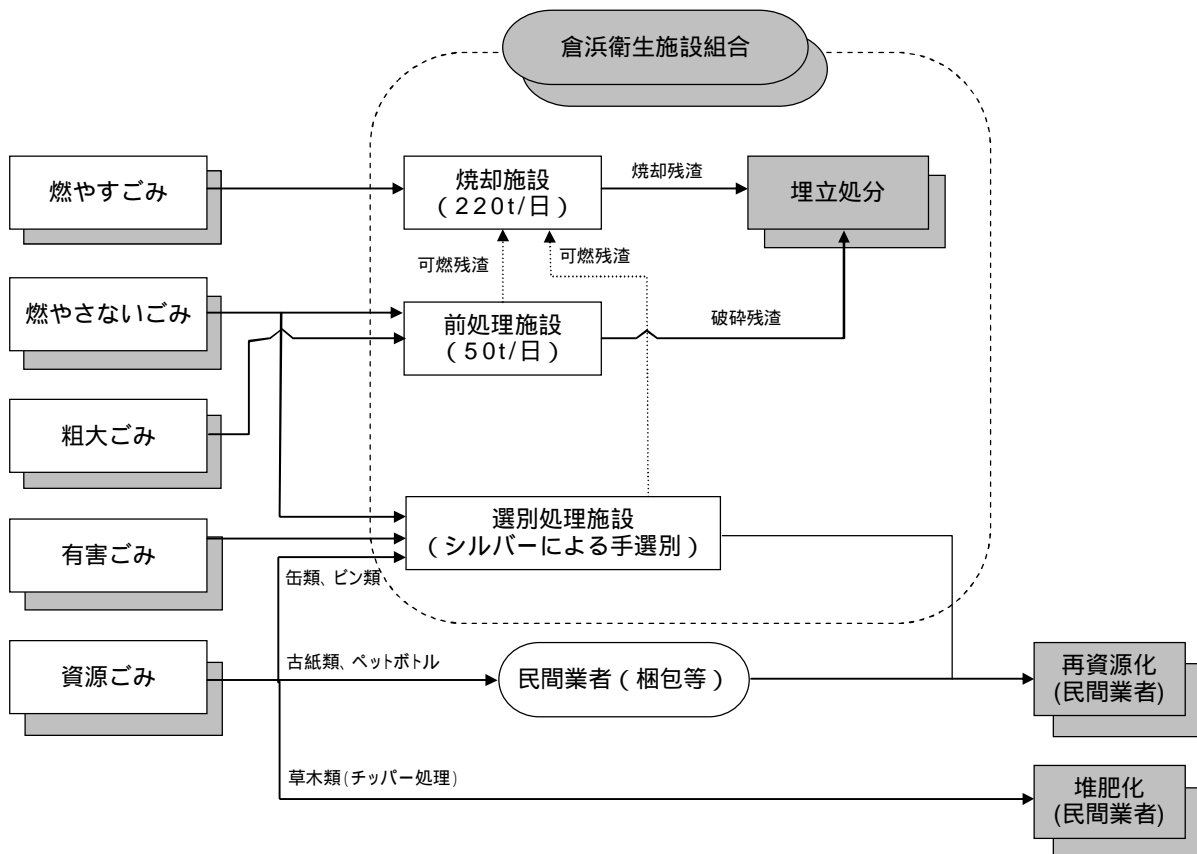 倉浜衛生施設組合
燃やすごみ
焼却施設
(220t/日)
焼却残渣
埋立処分
可燃残渣
可燃残渣
燃やさないごみ
前処理施設
(50t/日)
破砕残渣
粗大ごみ
選別処理施設
(シルバーによる手選別)
有害ごみ
缶類、ビン類
資源ごみ
古紙類、ペットボトル
民間業者(梱包等)
再資源化
(民間業者)
草木類(チッパー処理)
堆肥化
(民間業者)